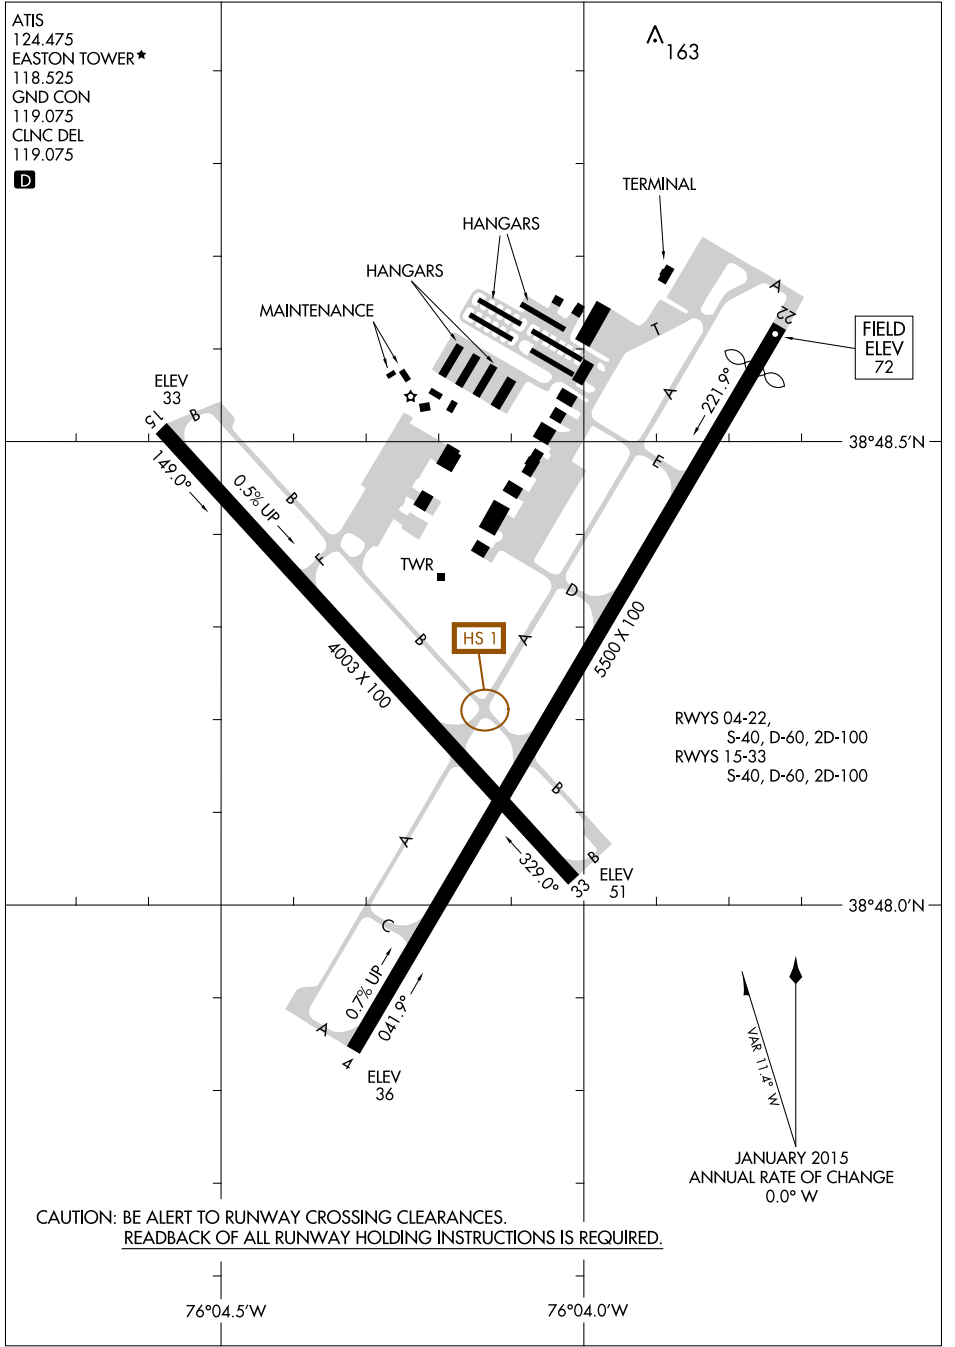 ATIS
124.475
EASTON TOWER★
118.525
GND CON
119.075
CLNC DEL
119.075
D
163
TERMINAL
HANGARS
HANGARS
MAINTENANCE
A
22
FIELD
ELEV
72
T
221.9°
A
ELEV
33
15
B
38°48.5'N
149.0°
0.5% UP
B
E
F
TWR
D
HS 1
B
A
5500 X 100
4003 X 100
RWYS 04-22,
S-40, D-60, 2D-100
RWYS 15-33
S-40, D-60, 2D-100
B
A
329.0°
B
33
ELEV
51
38°48.0'N
C
0.7% UP
041.9°
A
4
ELEV
36
VAR 11.4° W
JANUARY 2015
ANNUAL RATE OF CHANGE
0.0° W
CAUTION: BE ALERT TO RUNWAY CROSSING CLEARANCES.
READBACK OF ALL RUNWAY HOLDING INSTRUCTIONS IS REQUIRED.
76°04.5'W
76°04.0'W